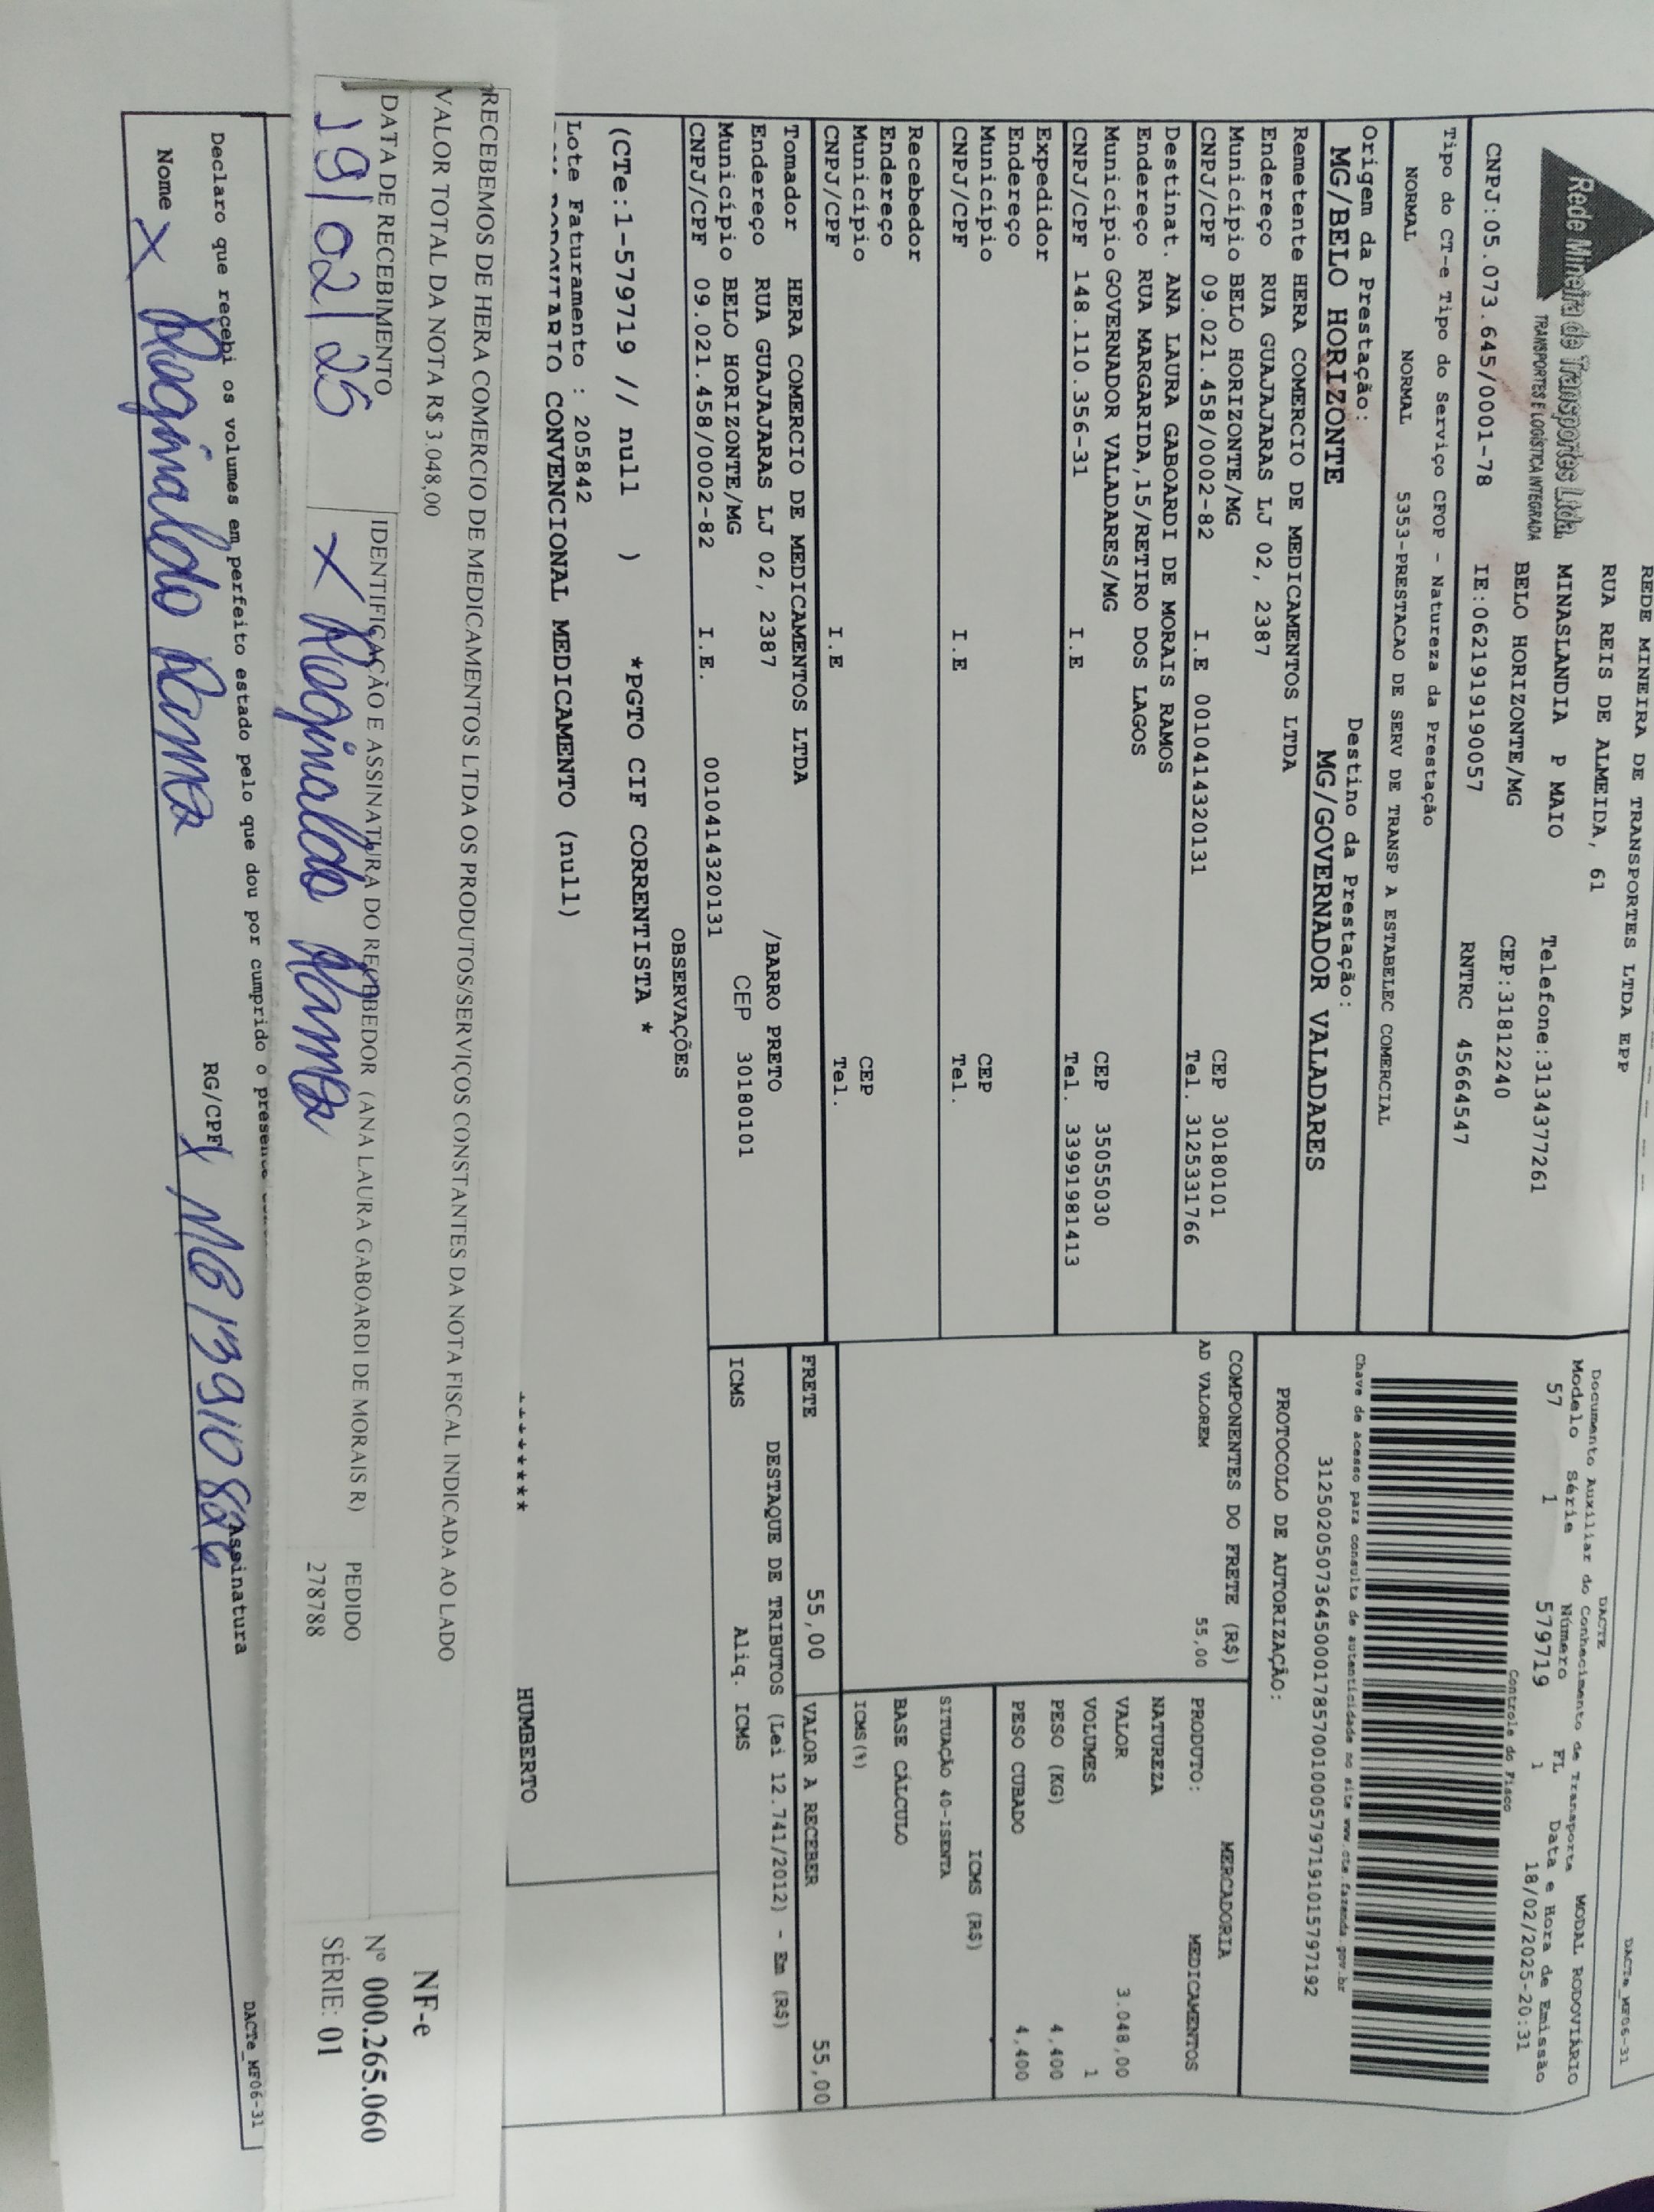 REDE MINEIRA DE TRANSPORTES LTDA EPP
Rede Mineira de Transportes Ltda.
TRANSPORTES E LOGÍSTICA INTEGRADA
RUA REIS DE ALMEIDA, 61
MINASLANDIA P MAIO Telefone:3134377261
BELO HORIZONTE/MG CEP:31812240
CNPJ:05.073.645/0001-78 IE:0621919190057 RNTRC 45664547
Tipo do CT-e Tipo do Serviço CFOP - Natureza da Prestação
NORMAL NORMAL 5353-PRESTACAO DE SERV DE TRANSP A ESTABELEC COMERCIAL
Origem da Prestação: Destino da Prestação:
MG/BELO HORIZONTE MG/GOVERNADOR VALADARES
Remetente HERA COMERCIO DE MEDICAMENTOS LTDA
Endereço RUA GUAJAJARAS LJ 02, 2387
Município BELO HORIZONTE/MG CEP 30180101
CNPJ/CPF 09.021.458/0002-82 I.E 0010414320131 Tel. 3125331766
Destinat. ANA LAURA GABOARDI DE MORAIS RAMOS
Endereço RUA MARGARIDA,15/RETIRO DOS LAGOS
Município GOVERNADOR VALADARES/MG CEP 35055030
CNPJ/CPF 148.110.356-31 I.E Tel. 33991981413
Expedidor
Endereço
Município CEP
CNPJ/CPF I.E Tel.
Recebedor
Endereço
Município CEP
CNPJ/CPF I.E Tel.
Tomador HERA COMERCIO DE MEDICAMENTOS LTDA
Endereço RUA GUAJAJARAS LJ 02, 2387 /BARRO PRETO
Município BELO HORIZONTE/MG CEP 30180101
CNPJ/CPF 09.021.458/0002-82 I.E. 0010414320131
DACTe_MF06-31
DACTE MODAL RODOVIÁRIO
Documento Auxiliar do Conhecimento de Transporte
Modelo Série Número FL Data e Hora de Emissão
57 1 579719 1 18/02/2025-20:31
Controle do Fisco
Chave de acesso para consulta de autenticidade no site www.cte.fazenda.gov.br
31250205073645000178570010005797191015797192
PROTOCOLO DE AUTORIZAÇÃO:
COMPONENTES DO FRETE (R$)
AD VALOREM 55,00
MERCADORIA
PRODUTO: MEDICAMENTOS
NATUREZA
VALOR 3.048,00
VOLUMES 1
PESO (KG) 4,400
PESO CUBADO 4,400
ICMS (R$)
SITUAÇÃO 40-ISENTA
BASE CÁLCULO
ICMS(%)
FRETE 55,00 VALOR A RECEBER 55,00
DESTAQUE DE TRIBUTOS (Lei 12.741/2012) - Em (R$)
ICMS Aliq. ICMS
OBSERVAÇÕES
(CTe:1-579719 // null ) *PGTO CIF CORRENTISTA *
Lote Faturamento : 205842
CONVENCIONAL MEDICAMENTO (null)
HUMBERTO
RECEBEMOS DE HERA COMERCIO DE MEDICAMENTOS LTDA OS PRODUTOS/SERVIÇOS CONSTANTES DA NOTA FISCAL INDICADA AO LADO
VALOR TOTAL DA NOTA R$ 3.048,00
DATA DE RECEBIMENTO
19/02/25
IDENTIFICAÇÃO E ASSINATURA DO RECEBEDOR (ANA LAURA GABOARDI DE MORAIS R)
X Roginaldo Ramos
PEDIDO
278788
NF-e
Nº 000.265.060
SÉRIE: 01
Declaro que recebi os volumes em perfeito estado pelo que dou por cumprido o presente
Nome X Roginaldo Ramos RG/CPF X MG 13910826 Assinatura
DACTe_MF06-31